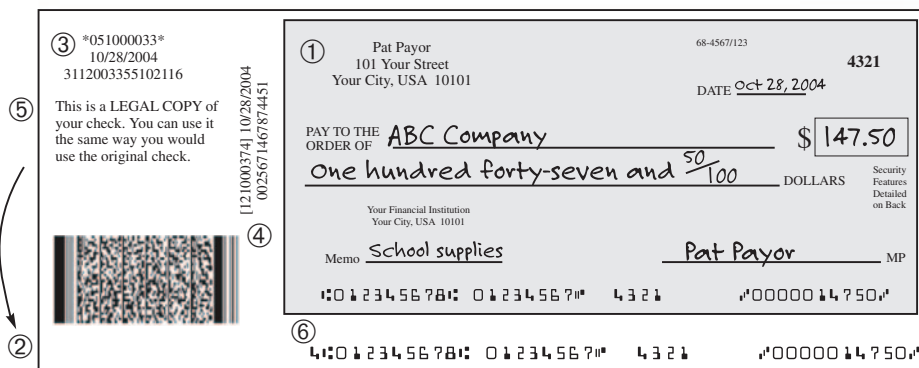 ③ *051000033*
10/28/2004
3112003355102116
⑤ This is a LEGAL COPY of
your check. You can use it
the same way you would
use the original check.
[121000374] 10/28/2004
0025671467874451
④
②
① Pat Payor
101 Your Street
Your City, USA 10101
68-4567/123
4321
DATE Oct 28, 2004
PAY TO THE
ORDER OF ABC Company $ 147.50
One hundred forty-seven and 50/100 DOLLARS
Security
Features
Detailed
on Back
Your Financial Institution
Your City, USA 10101
Memo School supplies Pat Payor MP
⑆012345678⑆ 01234567⑈ 4321 ⑇0000014750⑇
⑥
4⑆012345678⑆ 01234567⑈ 4321 ⑇0000014750⑇